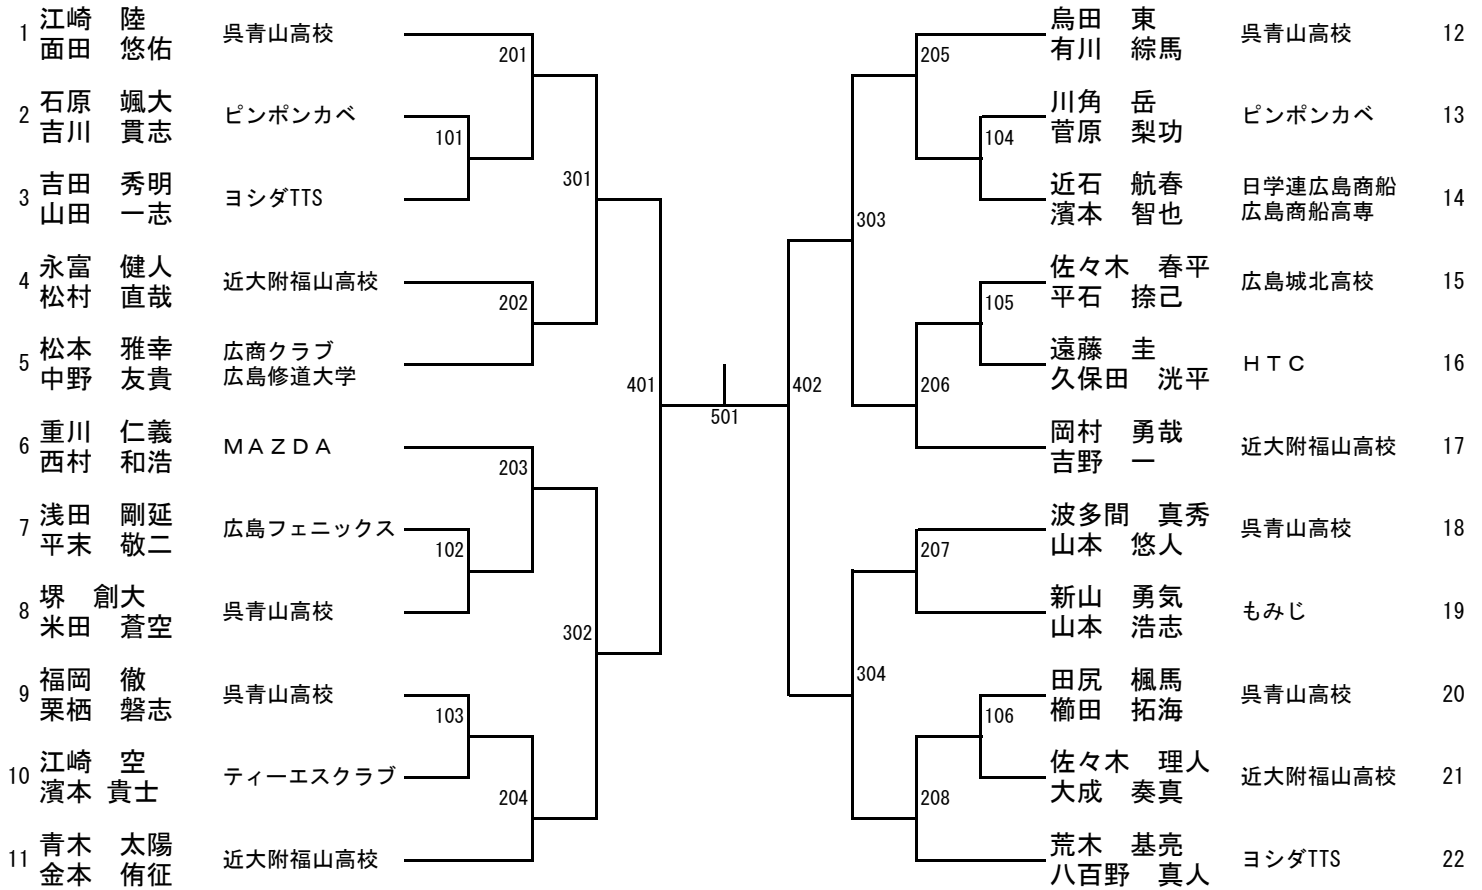 1 江崎　陸
面田　悠佑
呉青山高校
2 石原　颯大
吉川　貫志
ピンポンカベ
3 吉田　秀明
山田　一志
ヨシダTTS
4 永富　健人
松村　直哉
近大附福山高校
5 松本　雅幸
中野　友貴
広商クラブ
広島修道大学
6 重川　仁義
西村　和浩
ＭＡＺＤＡ
7 浅田　剛延
平末　敬二
広島フェニックス
8 堺　創大
米田　蒼空
呉青山高校
9 福岡　徹
栗栖　磐志
呉青山高校
10 江崎　空
濱本 貴士
ティーエスクラブ
11 青木　太陽
金本　侑征
近大附福山高校
101
102
103
201
202
203
204
301
302
401
501
402
303
304
205
206
207
208
104
105
106
烏田　東
有川　綜馬
呉青山高校 12
川角　岳
菅原　梨功
ピンポンカベ 13
近石　航春
濱本　智也
日学連広島商船
広島商船高専
14
佐々木　春平
平石　捺己
広島城北高校 15
遠藤　圭
久保田　洸平
ＨＴＣ 16
岡村　勇哉
吉野　一
近大附福山高校 17
波多間　真秀
山本　悠人
呉青山高校 18
新山　勇気
山本　浩志
もみじ 19
田尻　楓馬
櫛田　拓海
呉青山高校 20
佐々木　理人
大成　奏真
近大附福山高校 21
荒木　基亮
八百野　真人
ヨシダTTS 22